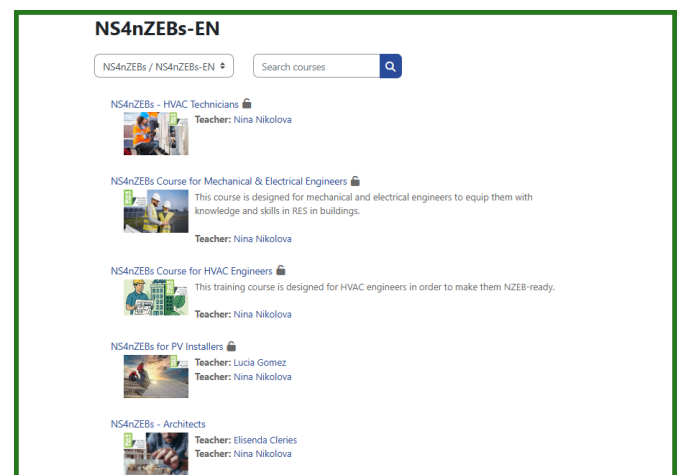 NS4nZEBs-EN
NS4nZEBs / NS4nZEBs-EN
Search courses
NS4nZEBs - HVAC Technicians
Teacher: Nina Nikolova
NS4nZEBs Course for Mechanical & Electrical Engineers
This course is designed for mechanical and electrical engineers to equip them with
knowledge and skills in RES in buildings.
Teacher: Nina Nikolova
NS4nZEBs Course for HVAC Engineers
This training course is designed for HVAC engineers in order to make them NZEB-ready.
Teacher: Nina Nikolova
NS4nZEBs for PV Installers
Teacher: Lucia Gomez
Teacher: Nina Nikolova
NS4nZEBs - Architects
Teacher: Elisenda Cleries
Teacher: Nina Nikolova